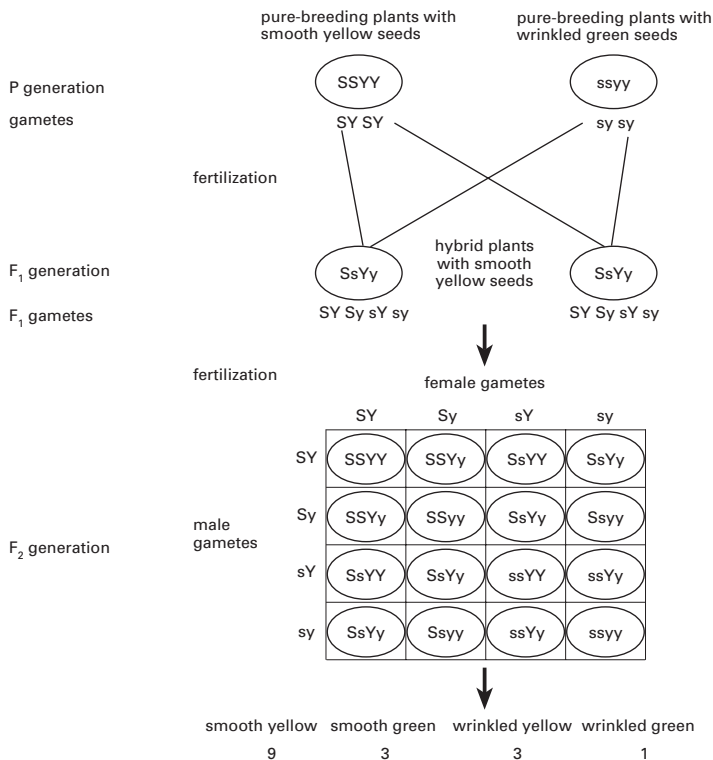 pure-breeding plants with
smooth yellow seeds
pure-breeding plants with
wrinkled green seeds
P generation
SSYY
ssyy
gametes
SY SY
sy sy
fertilization
F₁ generation
SsYy
hybrid plants
with smooth
yellow seeds
SsYy
F₁ gametes
SY Sy sY sy
SY Sy sY sy
fertilization
female gametes
SY Sy sY sy
SY SSYY SSYy SsYY SsYy
Sy SSYy SSyy SsYy Ssyy
F₂ generation
male
gametes
sY SsYY SsYy ssYY ssYy
sy SsYy Ssyy ssYy ssyy
smooth yellow smooth green wrinkled yellow wrinkled green
9 3 3 1